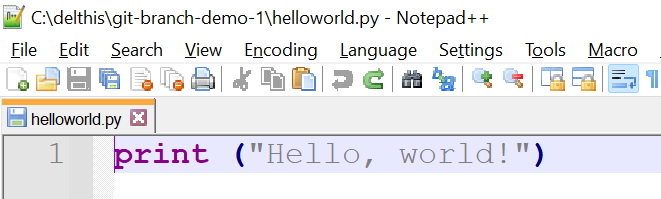 C:\delthis\git-branch-demo-1\helloworld.py - Notepad++
File Edit Search View Encoding Language Settings Tools Macro
helloworld.py
1 print ("Hello, world!")